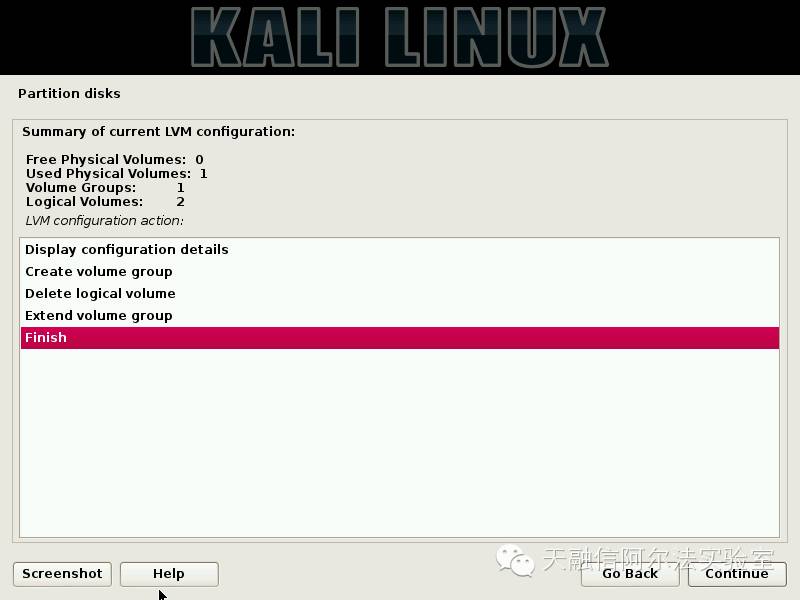 KALI LINUX
Partition disks
Summary of current LVM configuration:
Free Physical Volumes: 0
Used Physical Volumes: 1
Volume Groups: 1
Logical Volumes: 2
LVM configuration action:
Display configuration details
Create volume group
Delete logical volume
Extend volume group
Finish
天融信阿尔法实验室
Screenshot Help Go Back Continue